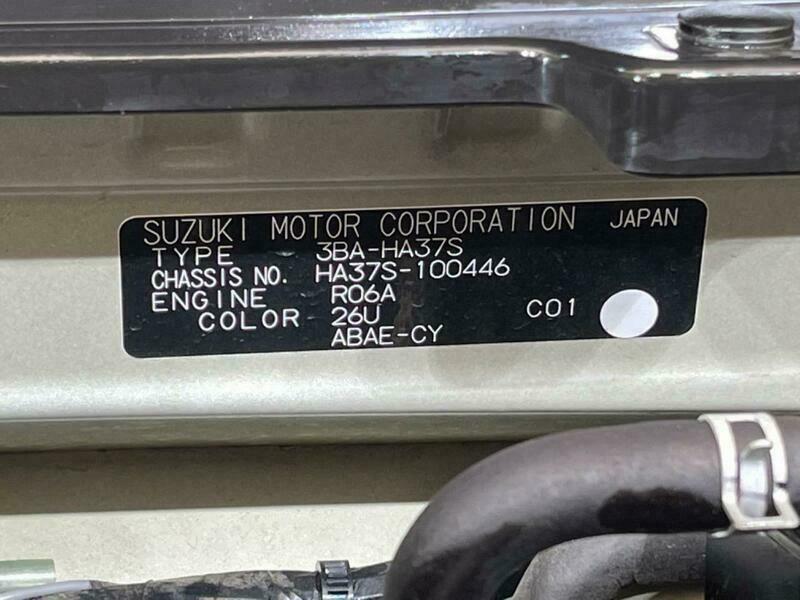 SUZUKI MOTOR CORPORATION JAPAN
TYPE 3BA-HA37S
CHASSIS NO. HA37S-100446
ENGINE R06A
COLOR 26U C01
ABAE-CY